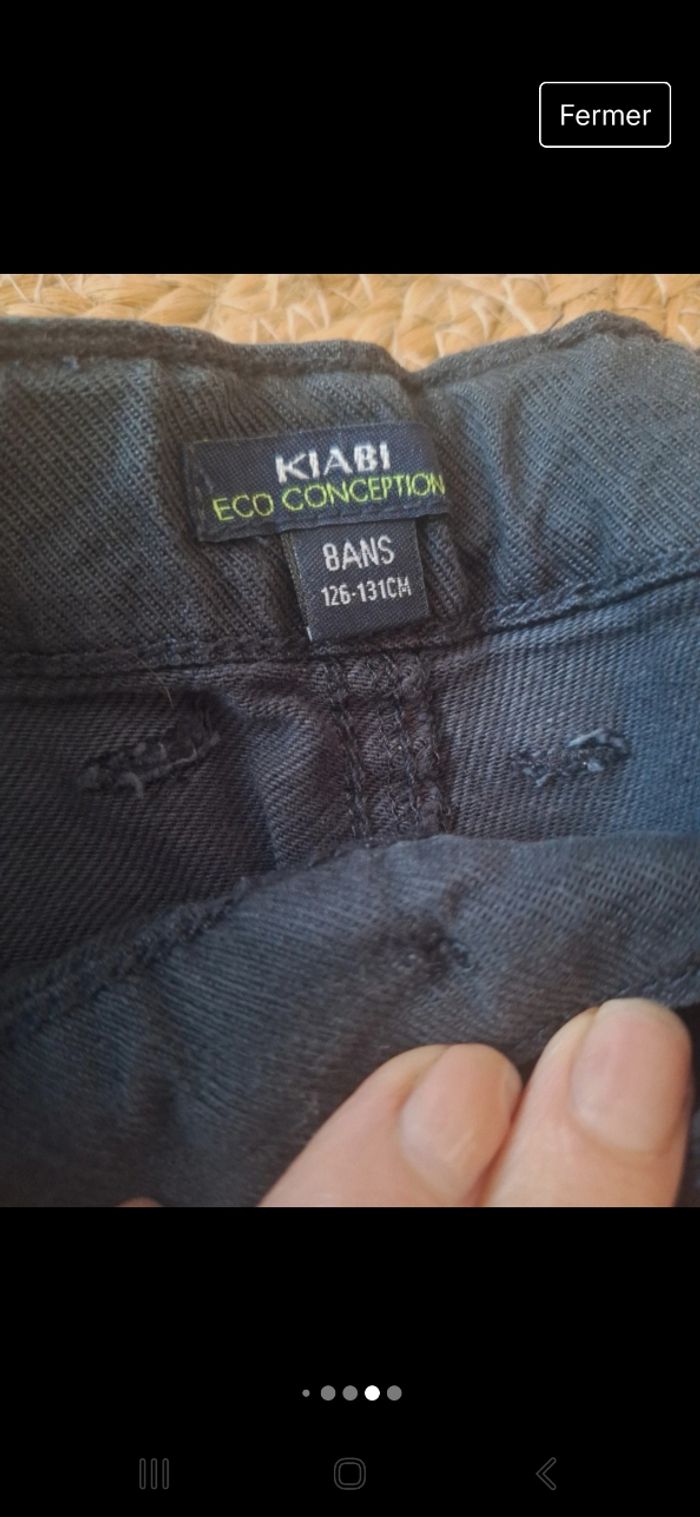 Fermer
KIABI
ECO CONCEPTION
8ANS
126-131CM